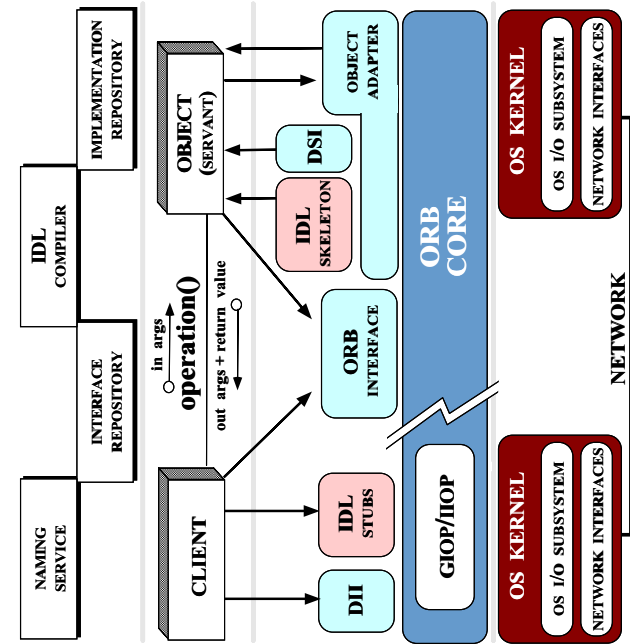 NAMING
SERVICE
INTERFACE
REPOSITORY
IDL
COMPILER
IMPLEMENTATION
REPOSITORY
CLIENT
in args
operation()
out args + return value
OBJECT
(SERVANT)
DII
IDL
STUBS
ORB
INTERFACE
IDL
SKELETON
DSI
OBJECT
ADAPTER
GIOP/IIOP
ORB
CORE
OS KERNEL
OS I/O SUBSYSTEM
NETWORK INTERFACES
NETWORK
OS KERNEL
OS I/O SUBSYSTEM
NETWORK INTERFACES